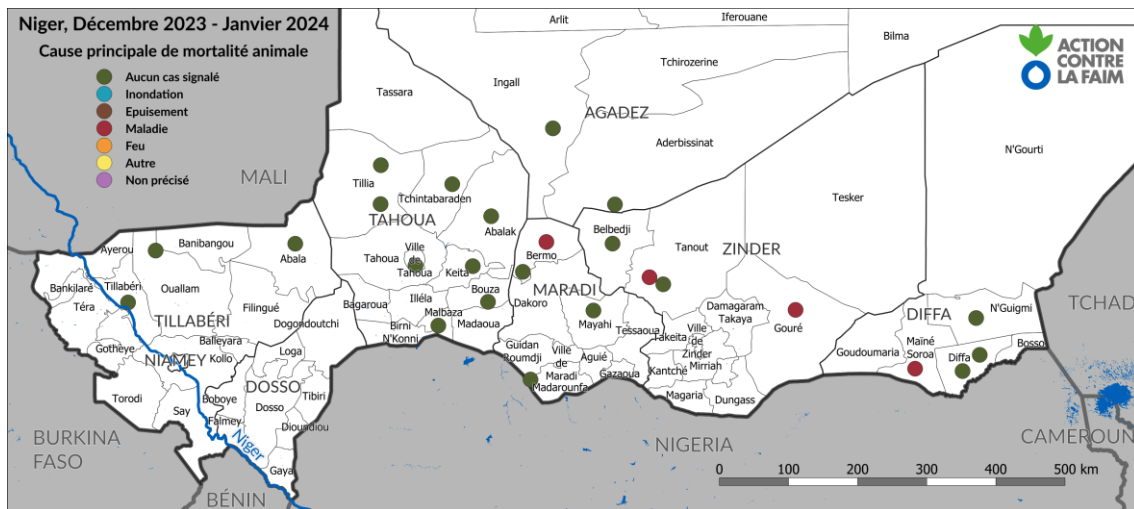 Niger, Décembre 2023 - Janvier 2024
Cause principale de mortalité animale
Aucun cas signalé
Inondation
Epuisement
Maladie
Feu
Autre
Non précisé
ACTION
CONTRE
LA FAIM
Arlit
Iferouane
Bilma
Tchirozerine
Ingall
Tassara
AGADEZ
Aderbissinat
N'Gourti
MALI
Tillia
Tchintabaraden
TAHOUA
Abalak
Tesker
Belbedji
Tanout
ZINDER
Ayerou
Banibangou
Abala
Tahoua
Ville
de
Tahoua
Keita
Bermo
MARADI
Dakoro
Bankilaré
Tillabéri
Ouallam
Téra
Filingué
TILLABÉRI
Bagaroua
Illéla
Bouza
Malbaza
Birni
N'Konni
Madaoua
Mayahi
Tessaoua
Damagaram
Takaya
Gouré
DIFFA
N'Guigmi
TCHAD
Dogondoutchi
Balleyara
Gotheye
NIAMEY
Kollo
Loga
Guidan
Roumdji
Ville
de
Maradi
Madarounfa
Aguié
Gazaoua
Takeita
Ville
de
Zinder
Mirriah
Kantché
Magaria
Dungass
Goudoumaria
Maïné
Soroa
Diffa
Bosso
Torodi
Say
Boboye
DOSSO
Dosso
Tibiri
Falmey
Dioundiou
Gaya
Niger
BURKINA
FASO
BÉNIN
NIGERIA
CAMEROUN
0 100 200 300 400 500 km